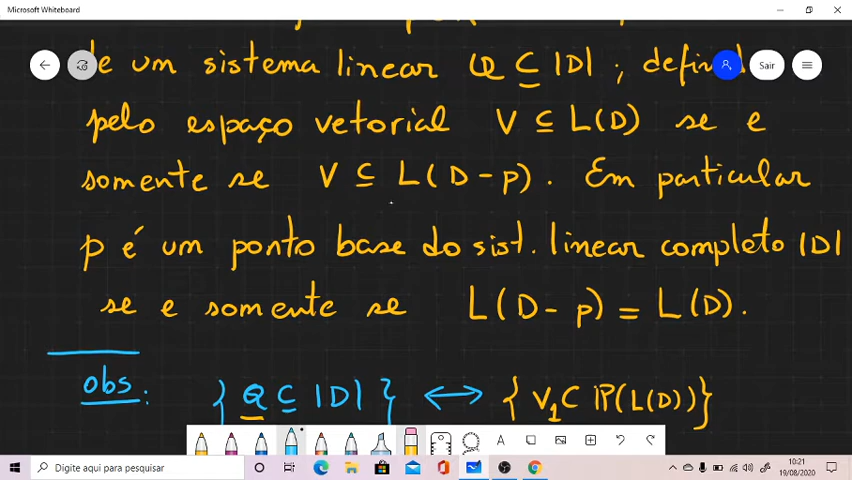 Microsoft Whiteboard
de um sistema linear Q ⊆ |D|; defini
Sair
pelo espaço vetorial V ⊆ L(D) se e
somente se V ⊆ L(D-p). Em particular
p é um ponto base do sist. linear completo |D|
se e somente se L(D-p) = L(D).
obs: {Q ⊆ |D|} ↔ {V₁ ⊂ ℙ(L(D))}
Digite aqui para pesquisar
10:21
19/08/2020